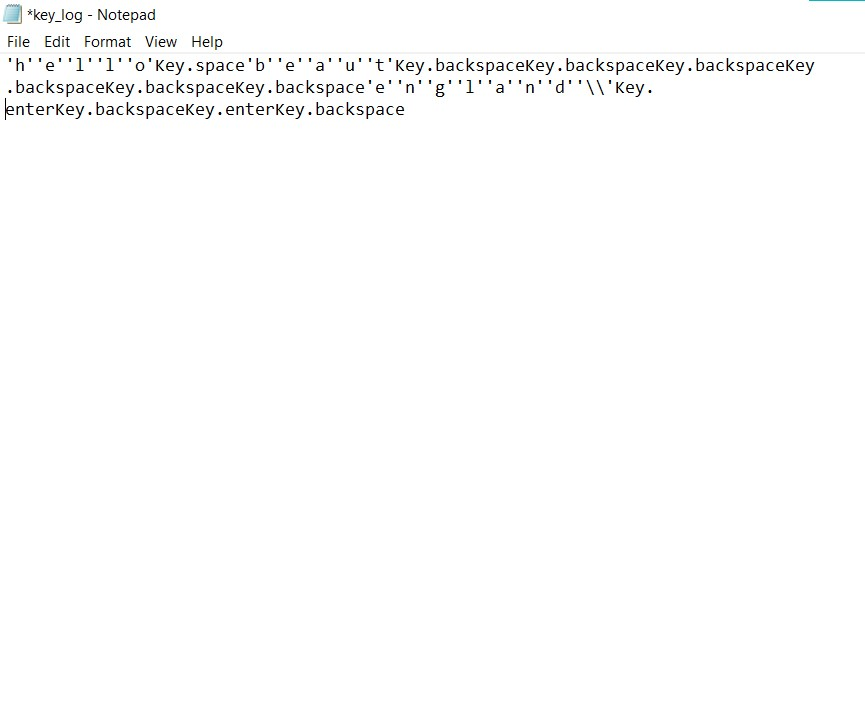 *key_log - Notepad
File Edit Format View Help
'h''e''l''l''o'Key.space'b''e''a''u''t'Key.backspaceKey.backspaceKey.backspaceKey
.backspaceKey.backspaceKey.backspace'e''n''g''l''a''n''d''\\'Key.
enterKey.backspaceKey.enterKey.backspace